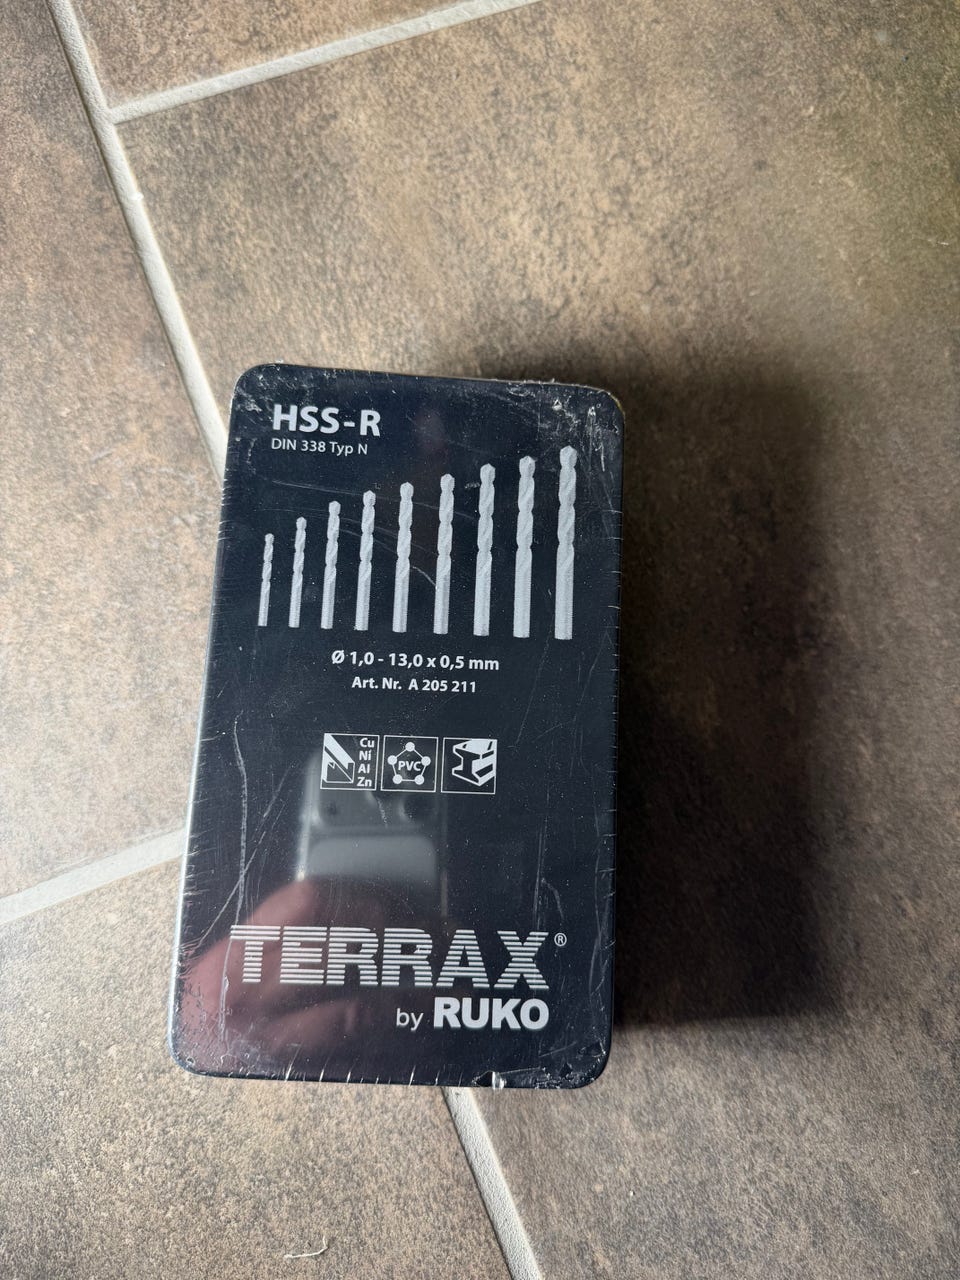 HSS-R
DIN 338 Typ N
Ø 1,0 - 13,0 x 0,5 mm
Art. Nr. A 205 211
Cu
Ni
Al
Zn
PVC
TERRAX®
by RUKO